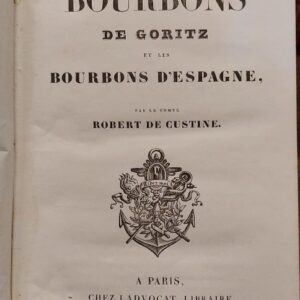 BOURBONS
DE GORITZ
ET LES
BOURBONS D'ESPAGNE,
PAR LE COMTE
ROBERT DE CUSTINE.
A PARIS,
CHEZ LADVOCAT, LIBRAIRE